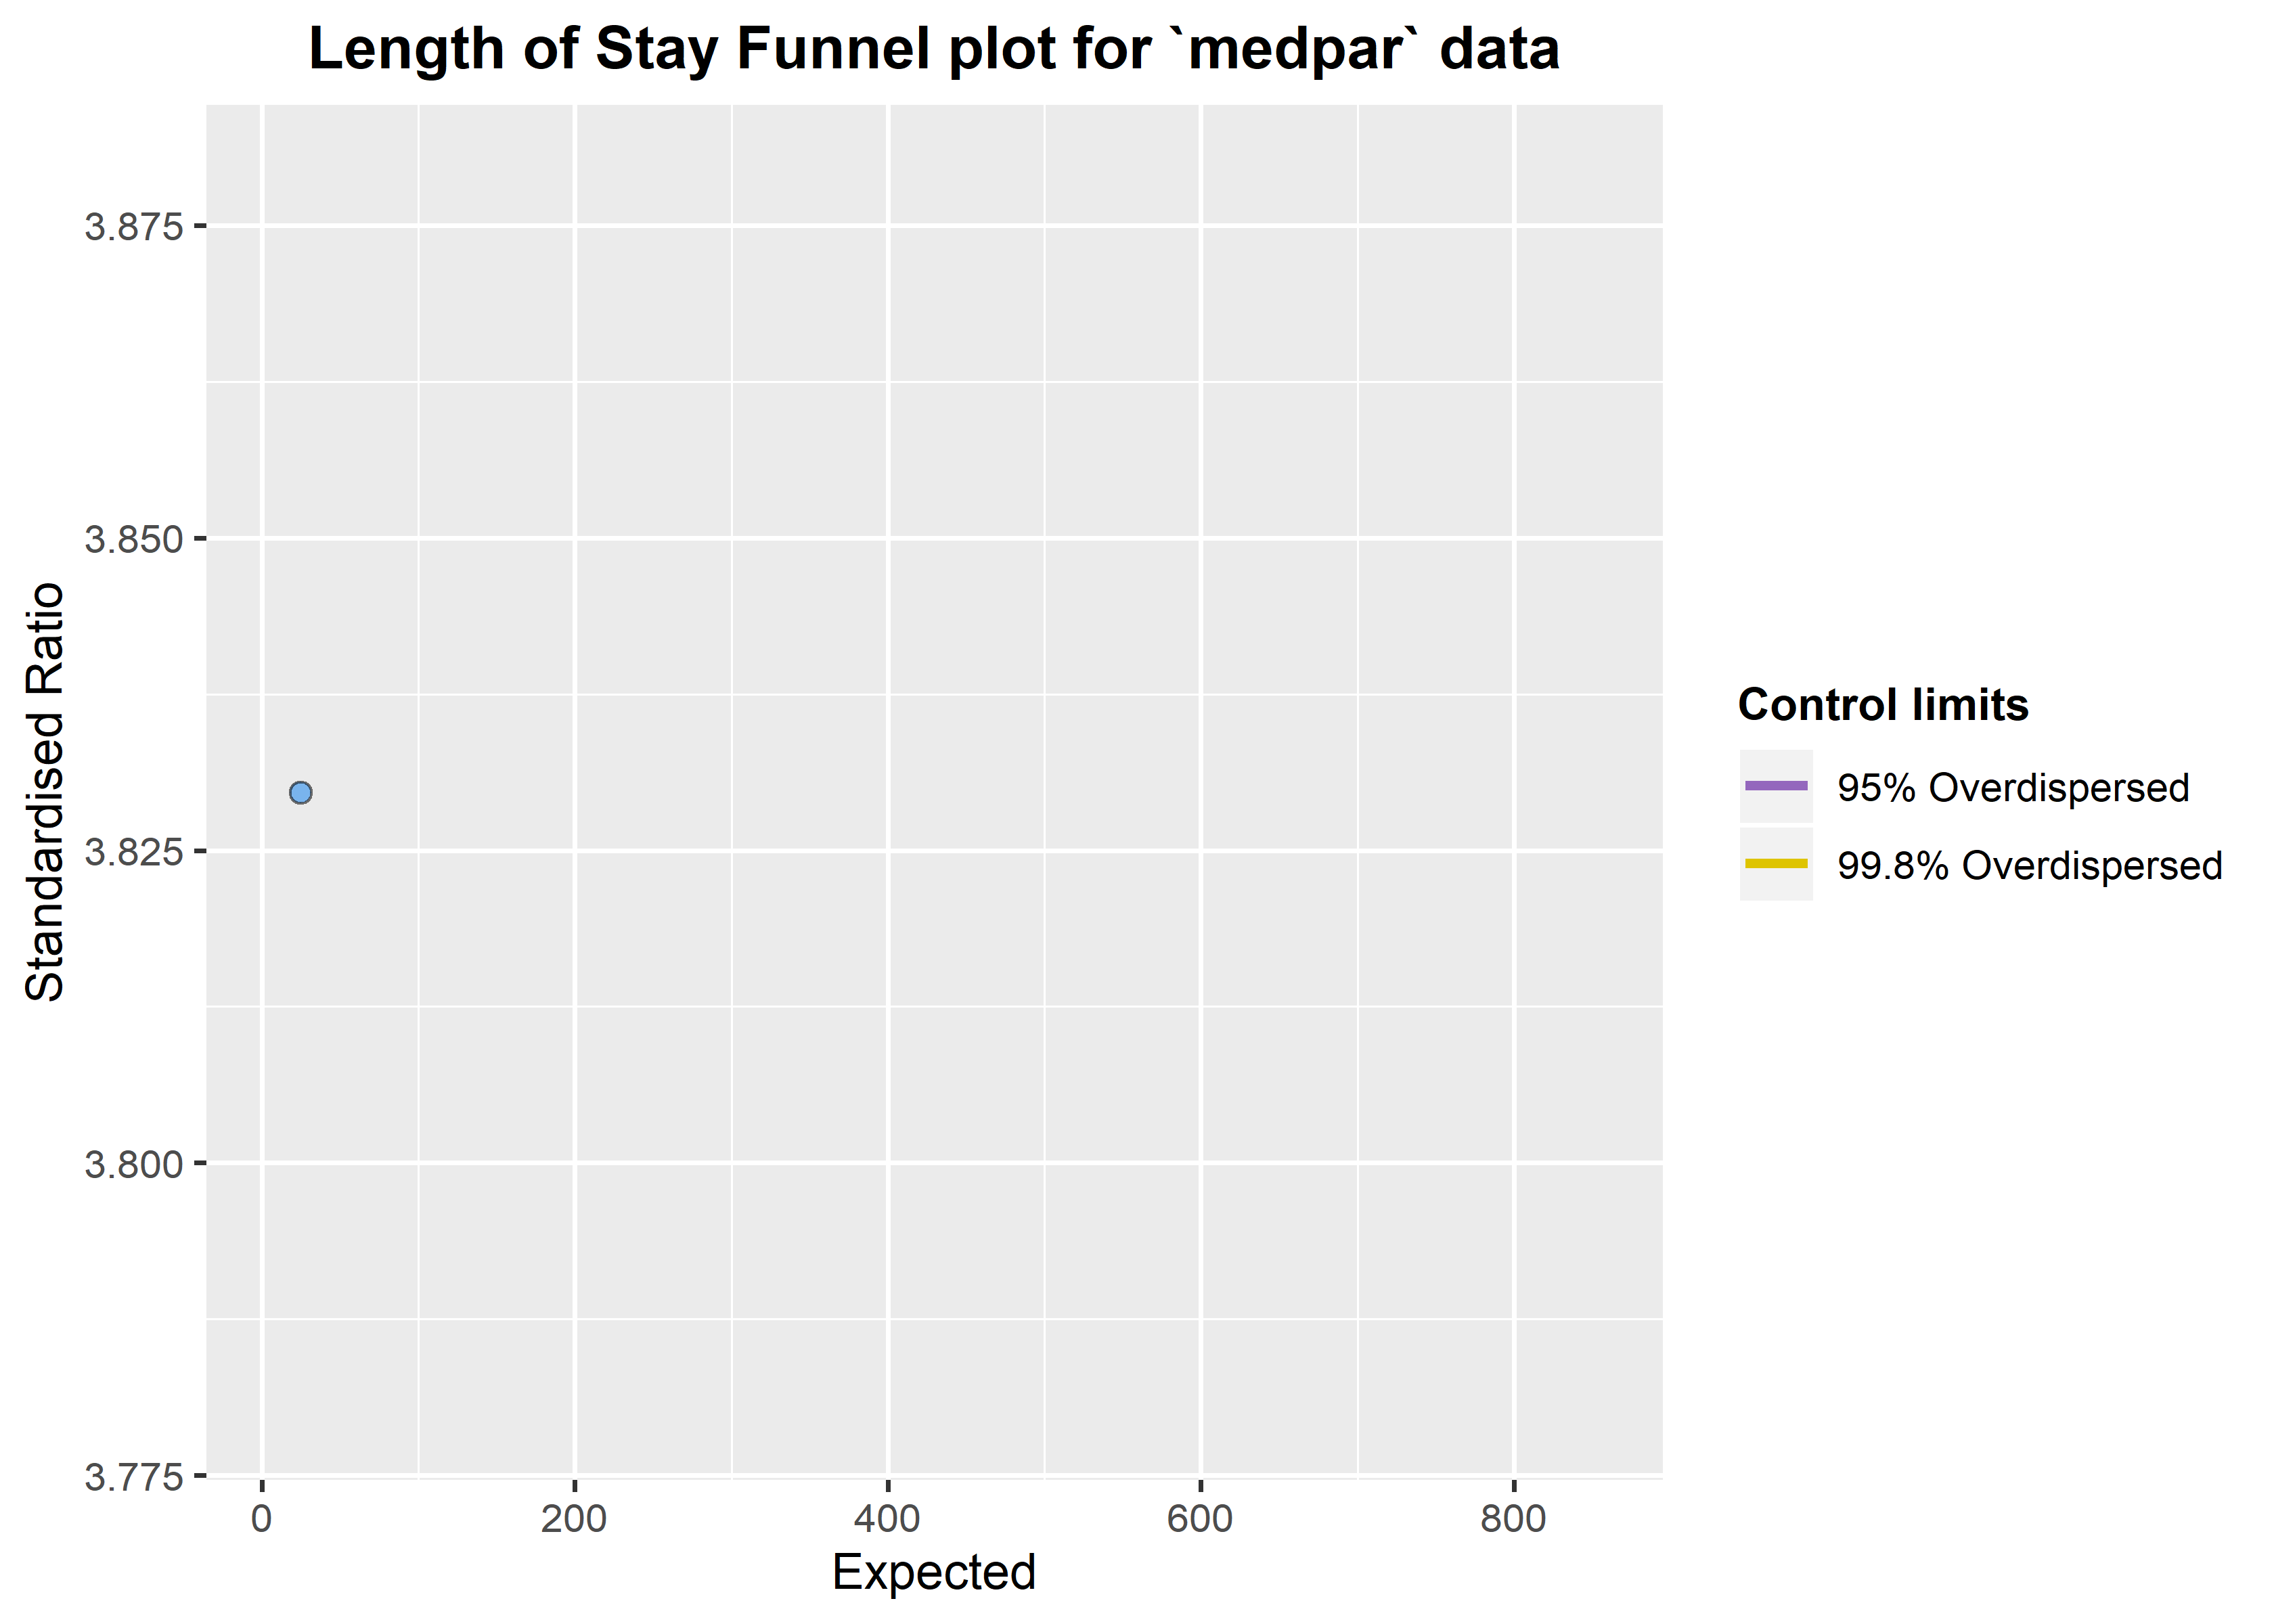 Length of Stay Funnel plot for `medpar` data
Standardised Ratio
3.875
3.850
3.825
3.800
3.775
0 200 400 600 800
Expected
Control limits
95% Overdispersed
99.8% Overdispersed